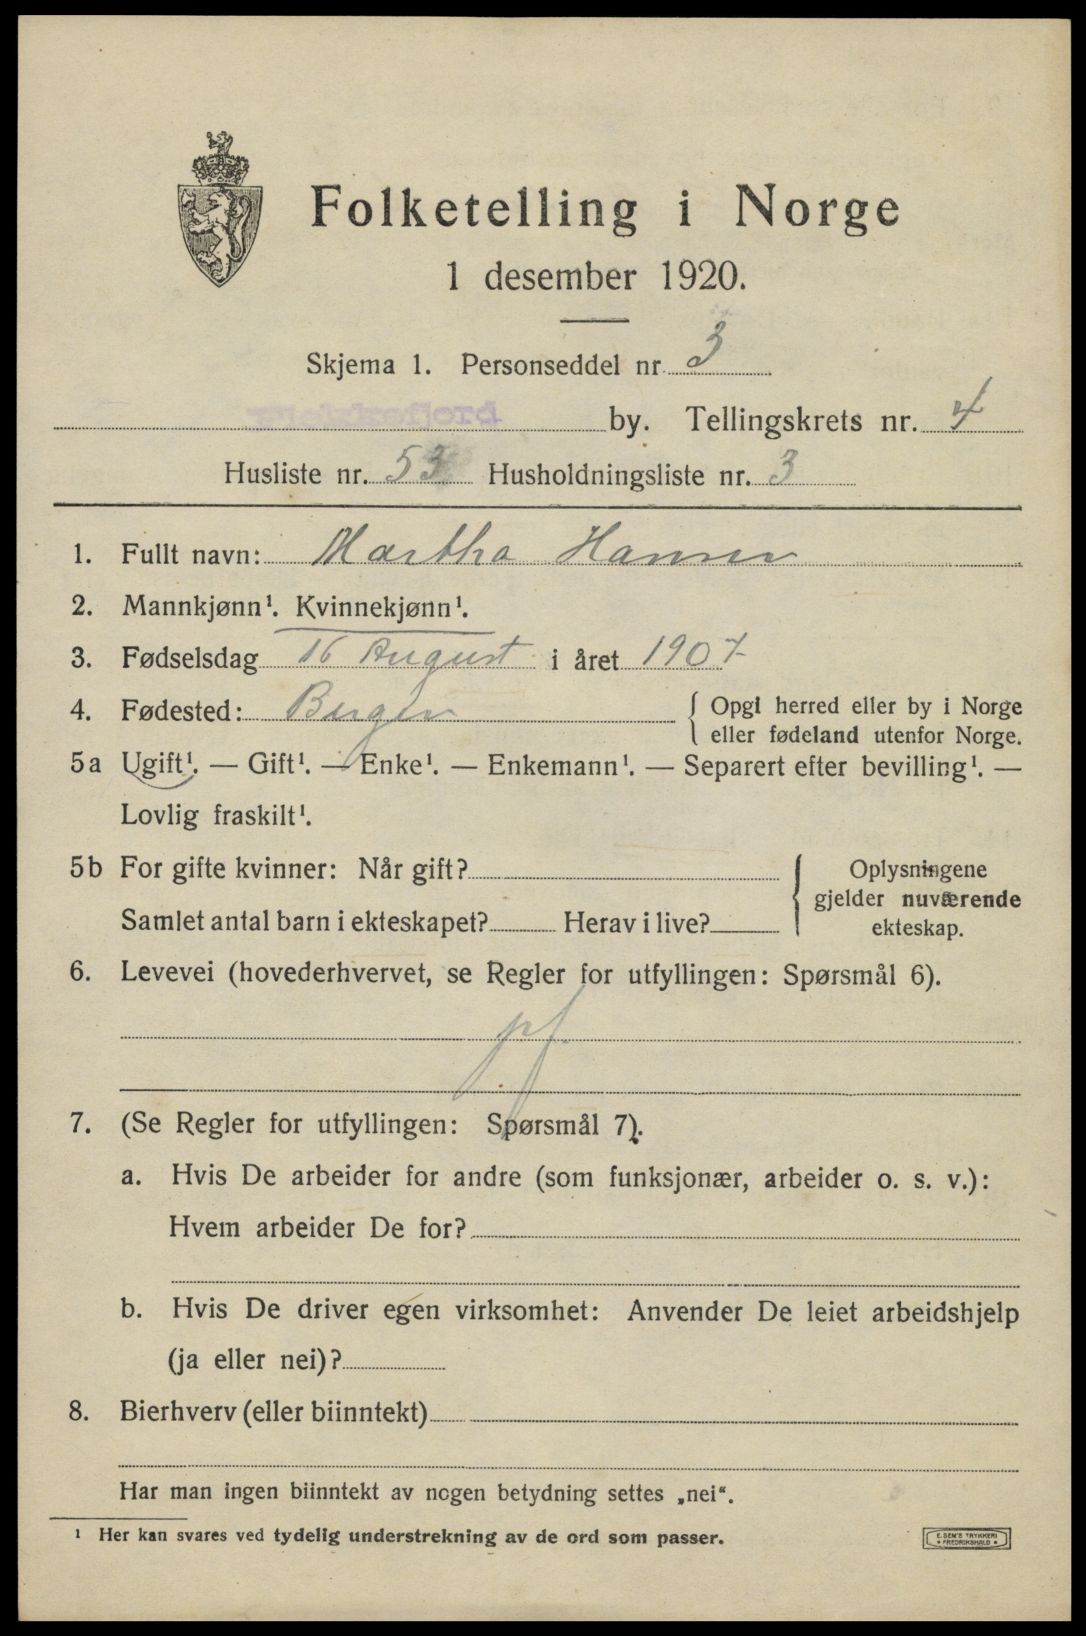 Folketelling i Norge
1 desember 1920.
Skjema 1. Personseddel nr. 3
Flekkefjord by. Tellingskrets nr. 4
Husliste nr. 53 Husholdningsliste nr. 3
1. Fullt navn: Martha Hansen
2. Mannkjønn¹. Kvinnekjønn¹.
3. Fødselsdag 16 August i året 1907
4. Fødested: Bergen { Opgi herred eller by i Norge
eller fødeland utenfor Norge.
5a Ugift¹. — Gift¹. — Enke¹. — Enkemann¹. — Separert efter bevilling¹. —
Lovlig fraskilt¹.
5b For gifte kvinner: Når gift? { Oplysningene
gjelder nuværende
Samlet antal barn i ekteskapet? Herav i live? ekteskap.
6. Levevei (hovederhvervet, se Regler for utfyllingen: Spørsmål 6).
pf.
7. (Se Regler for utfyllingen: Spørsmål 7).
a. Hvis De arbeider for andre (som funksjonær, arbeider o. s. v.):
Hvem arbeider De for?
b. Hvis De driver egen virksomhet: Anvender De leiet arbeidshjelp
(ja eller nei)?
8. Bierhverv (eller biinntekt)
Har man ingen biinntekt av nogen betydning settes „nei“.
¹ Her kan svares ved tydelig understrekning av de ord som passer.
E. SEM'S TRYKKERI
• FREDRIKSHALD •